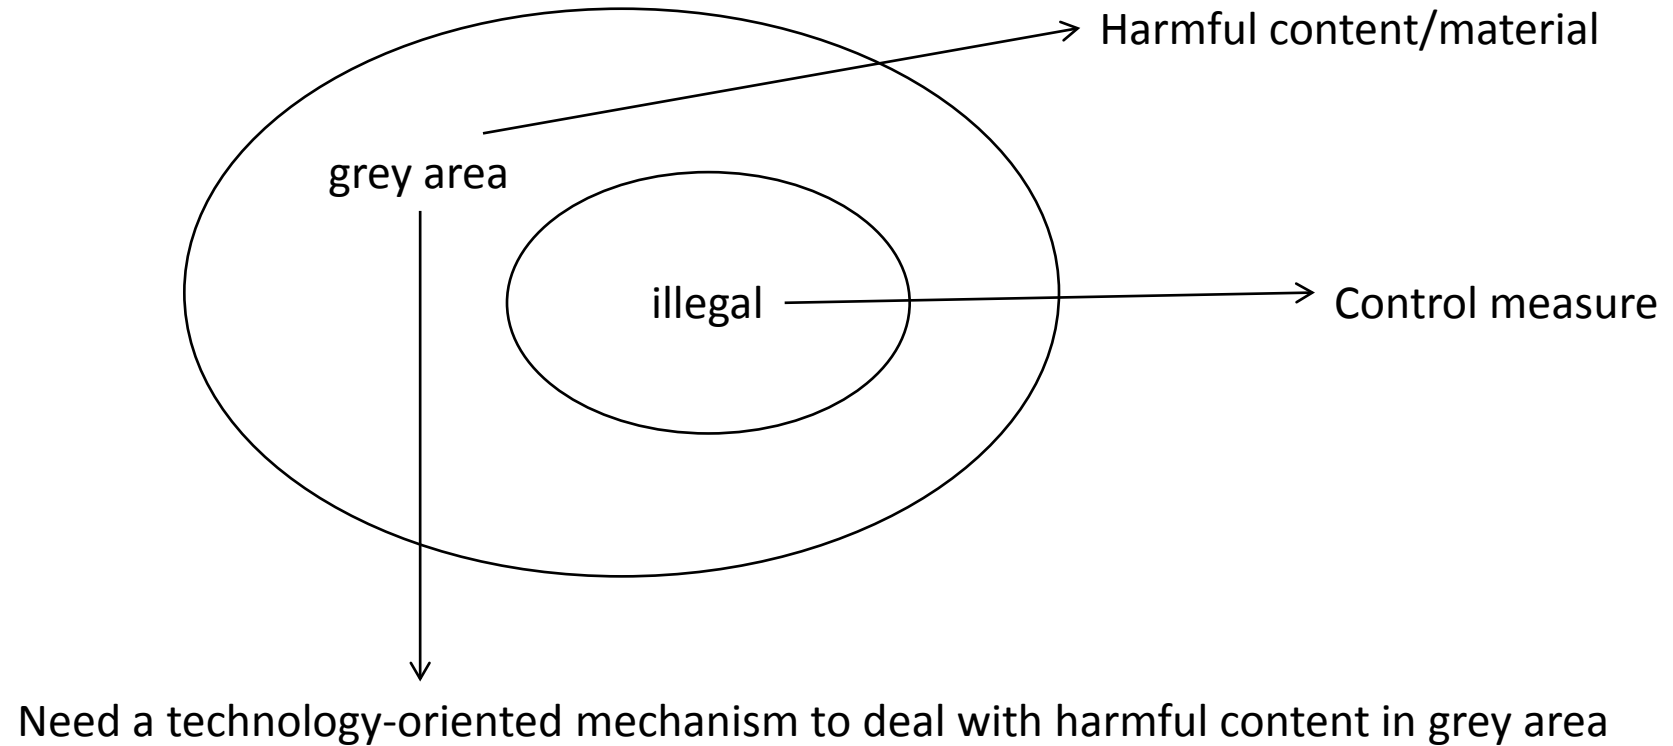 Harmful content/material
grey area
illegal
Control measure
Need a technology-oriented mechanism to deal with harmful content in grey area